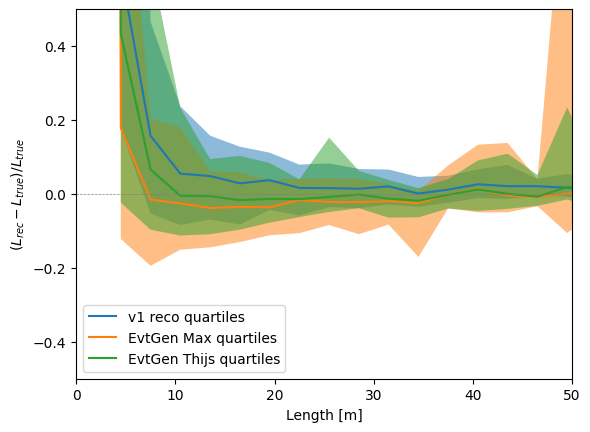 0.4
0.2
0.0
−0.2
−0.4
(L_rec − L_true)/L_true
v1 reco quartiles
EvtGen Max quartiles
EvtGen Thijs quartiles
0 10 20 30 40 50
Length [m]